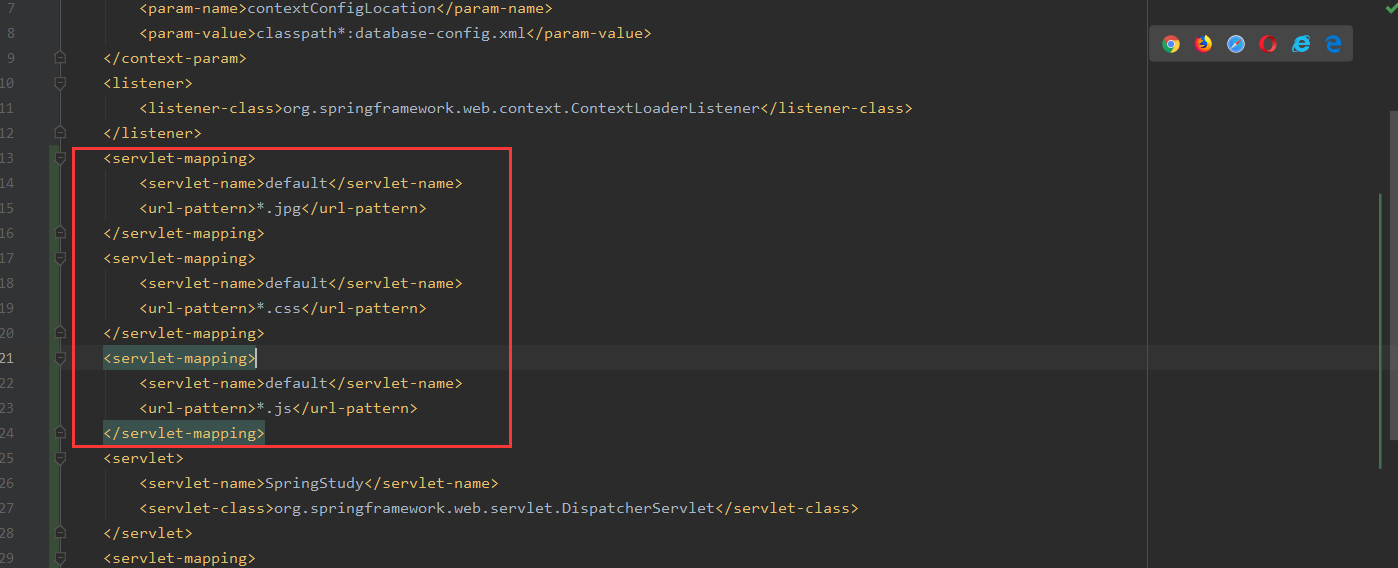 7 <param-name>contextConfigLocation</param-name>
8 <param-value>classpath*:database-config.xml</param-value>
9 </context-param>
10 <listener>
11 <listener-class>org.springframework.web.context.ContextLoaderListener</listener-class>
12 </listener>
13 <servlet-mapping>
14 <servlet-name>default</servlet-name>
15 <url-pattern>*.jpg</url-pattern>
16 </servlet-mapping>
17 <servlet-mapping>
18 <servlet-name>default</servlet-name>
19 <url-pattern>*.css</url-pattern>
20 </servlet-mapping>
21 <servlet-mapping>
22 <servlet-name>default</servlet-name>
23 <url-pattern>*.js</url-pattern>
24 </servlet-mapping>
25 <servlet>
26 <servlet-name>SpringStudy</servlet-name>
27 <servlet-class>org.springframework.web.servlet.DispatcherServlet</servlet-class>
28 </servlet>
29 <servlet-mapping>